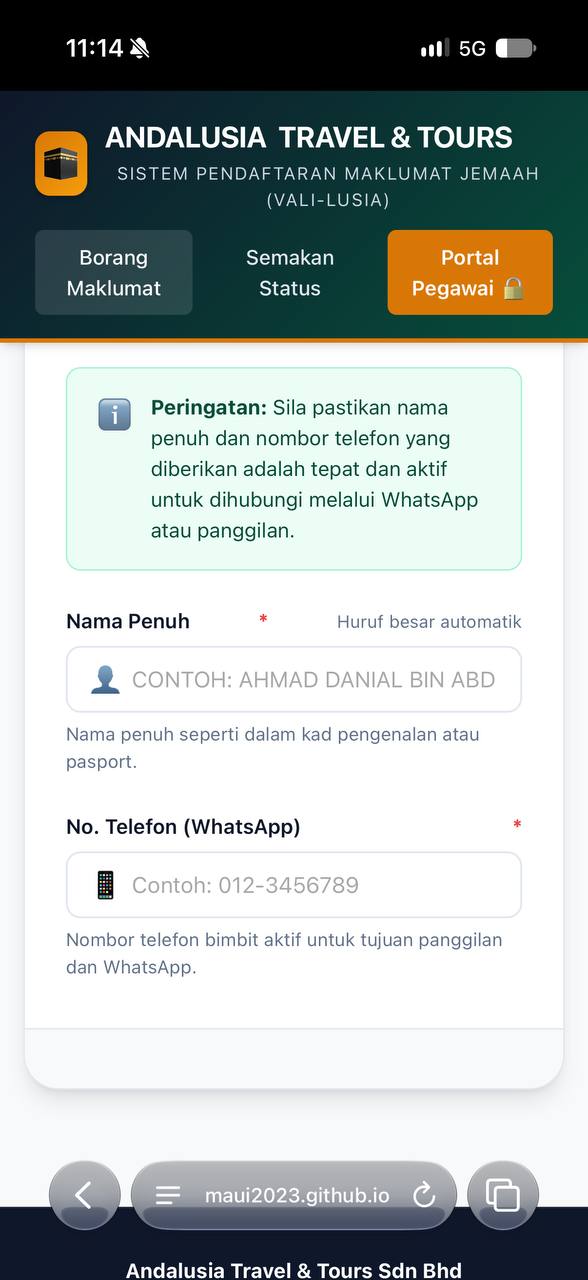 11:14
5G
ANDALUSIA TRAVEL & TOURS
SISTEM PENDAFTARAN MAKLUMAT JEMAAH
(VALI-LUSIA)
Borang
Maklumat
Semakan
Status
Portal
Pegawai
Peringatan: Sila pastikan nama
penuh dan nombor telefon yang
diberikan adalah tepat dan aktif
untuk dihubungi melalui WhatsApp
atau panggilan.
Nama Penuh * Huruf besar automatik
CONTOH: AHMAD DANIAL BIN ABD
Nama penuh seperti dalam kad pengenalan atau
pasport.
No. Telefon (WhatsApp) *
Contoh: 012-3456789
Nombor telefon bimbit aktif untuk tujuan panggilan
dan WhatsApp.
maui2023.github.io
Andalusia Travel & Tours Sdn Bhd